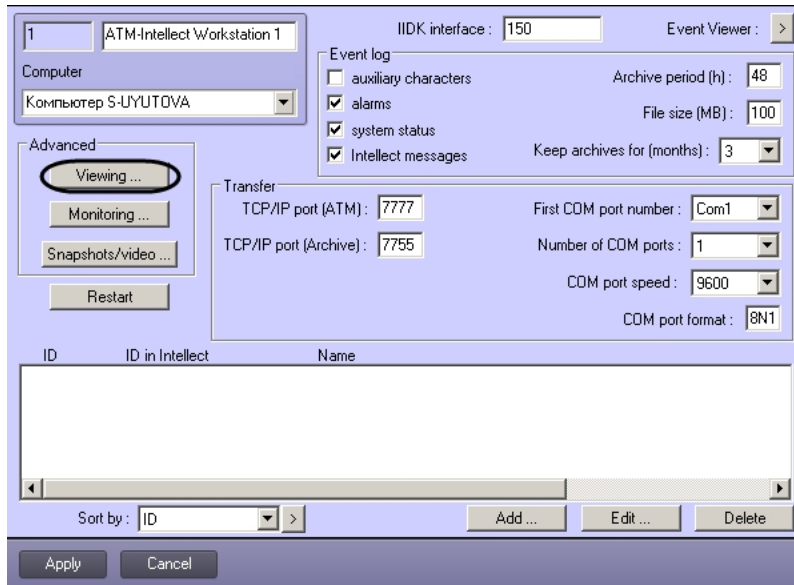 1 ATM-Intellect Workstation 1
IIDK interface : 150
Event Viewer : >
Computer
Компьютер S-UYUTOVA
Event log
auxiliary characters
alarms
system status
Intellect messages
Archive period (h) : 48
File size (MB) : 100
Keep archives for (months) : 3
Advanced
Viewing ...
Monitoring ...
Snapshots/video ...
Restart
Transfer
TCP/IP port (ATM) : 7777
TCP/IP port (Archive) : 7755
First COM port number : Com1
Number of COM ports : 1
COM port speed : 9600
COM port format : 8N1
ID ID in Intellect Name
Sort by : ID >
Add ... Edit ... Delete
Apply Cancel